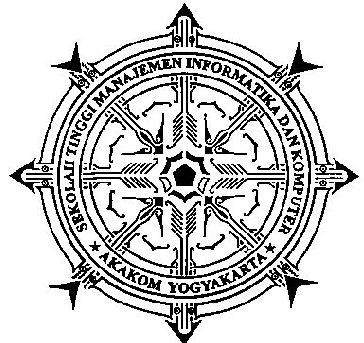 SEKOLAH TINGGI MANAJEMEN INFORMATIKA DAN KOMPUTER
★ AKAKOM YOGYAKARTA ★